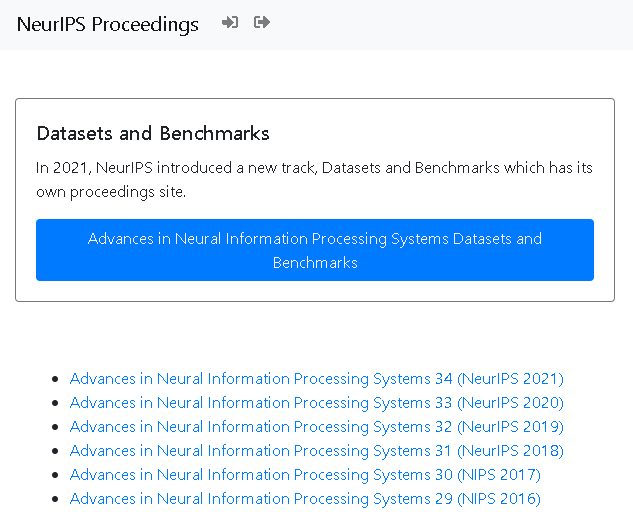 NeurIPS Proceedings
Datasets and Benchmarks
In 2021, NeurIPS introduced a new track, Datasets and Benchmarks which has its
own proceedings site.
Advances in Neural Information Processing Systems Datasets and
Benchmarks
Advances in Neural Information Processing Systems 34 (NeurIPS 2021)
Advances in Neural Information Processing Systems 33 (NeurIPS 2020)
Advances in Neural Information Processing Systems 32 (NeurIPS 2019)
Advances in Neural Information Processing Systems 31 (NeurIPS 2018)
Advances in Neural Information Processing Systems 30 (NIPS 2017)
Advances in Neural Information Processing Systems 29 (NIPS 2016)